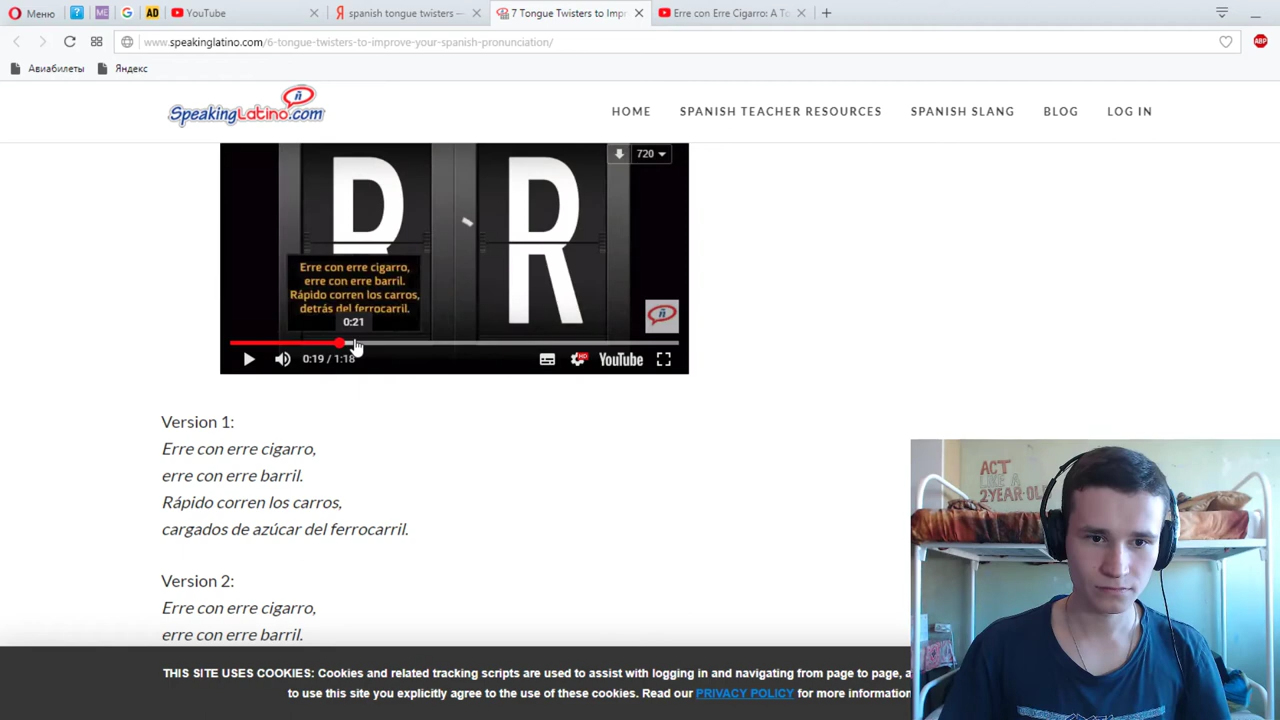 Меню
YouTube
spanish tongue twisters —
7 Tongue Twisters to Impr
Erre con Erre Cigarro: A To
www.speakinglatino.com/6-tongue-twisters-to-improve-your-spanish-pronunciation/
ABP
Авиабилеты
Яндекс
SpeakingLatino.com
HOME
SPANISH TEACHER RESOURCES
SPANISH SLANG
BLOG
LOG IN
720
R R
Erre con erre cigarro,
erre con erre barril.
Rápido corren los carros,
detrás del ferrocarril.
0:21
0:19 / 1:18
HD
YouTube
Version 1:
Erre con erre cigarro,
erre con erre barril.
Rápido corren los carros,
cargados de azúcar del ferrocarril.
Version 2:
Erre con erre cigarro,
erre con erre barril.
ACT
LIKE A
2 YEAR-OLD
THIS SITE USES COOKIES: Cookies and related tracking scripts are used to assist with logging in and navigating from page to page, a
to use this site you explicitly agree to the use of these cookies. Read our PRIVACY POLICY for more information